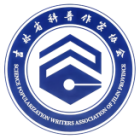 吉林省科普作家协会
SCIENCE POPULARIZATION WRITERS ASSOCIATION OF JILIN PROVINCE